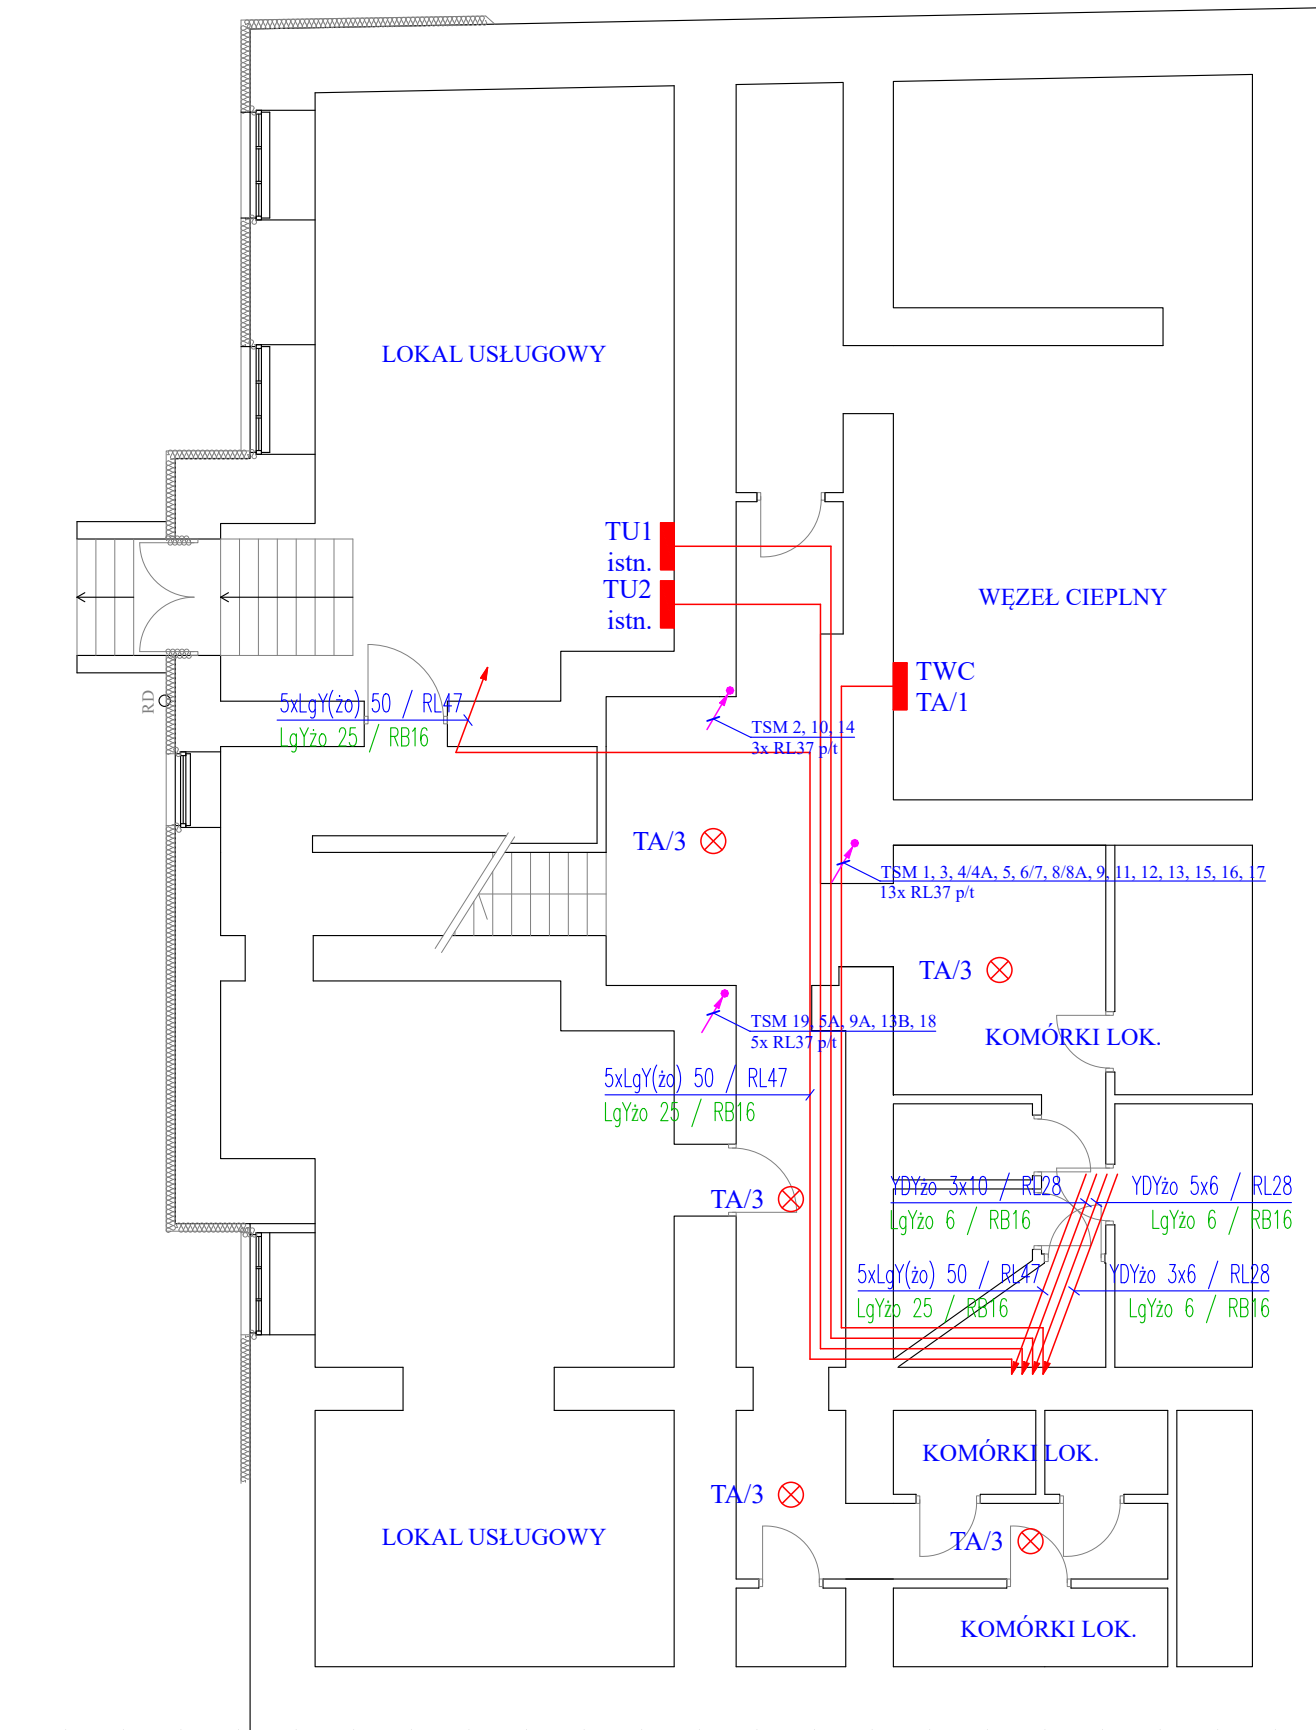 LOKAL USŁUGOWY
TU1
istn.
TU2
istn.
WĘZEŁ CIEPLNY
TWC
TA/1
RD
5xLgY(żo) 50 / RL47
LgYżo 25 / RB16
TSM 2, 10, 14
3x RL37 p/t
TA/3
TSM 1, 3, 4/4A, 5, 6/7, 8/8A, 9, 11, 12, 13, 15, 16, 17
13x RL37 p/t
TA/3
TSM 19, 5A, 9A, 13B, 18
5x RL37 p/t
KOMÓRKI LOK.
5xLgY(żo) 50 / RL47
LgYżo 25 / RB16
TA/3
YDYżo 3x10 / RL28
LgYżo 6 / RB16
YDYżo 5x6 / RL28
LgYżo 6 / RB16
5xLgY(żo) 50 / RL47
LgYżo 25 / RB16
YDYżo 3x6 / RL28
LgYżo 6 / RB16
KOMÓRKI LOK.
TA/3
LOKAL USŁUGOWY
TA/3
KOMÓRKI LOK.